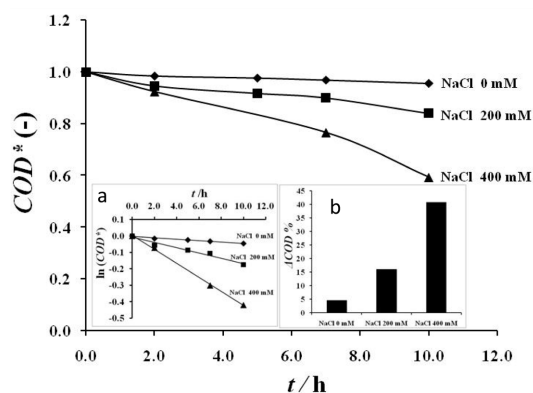 1.2
1.0
0.8
0.6
0.4
0.2
0.0
COD* (-)
0.0 2.0 4.0 6.0 8.0 10.0 12.0
t / h
NaCl 0 mM
NaCl 200 mM
NaCl 400 mM
a
t / h
0.0 2.0 4.0 6.0 8.0 10.0 12.0
0.1
0.0
-0.1
-0.2
-0.3
-0.4
-0.5
ln (COD*)
NaCl 0 mM
NaCl 200 mM
NaCl 400 mM
b
45
40
35
30
25
20
15
10
5
0
ΔCOD %
NaCl 0 mM NaCl 200 mM NaCl 400 mM